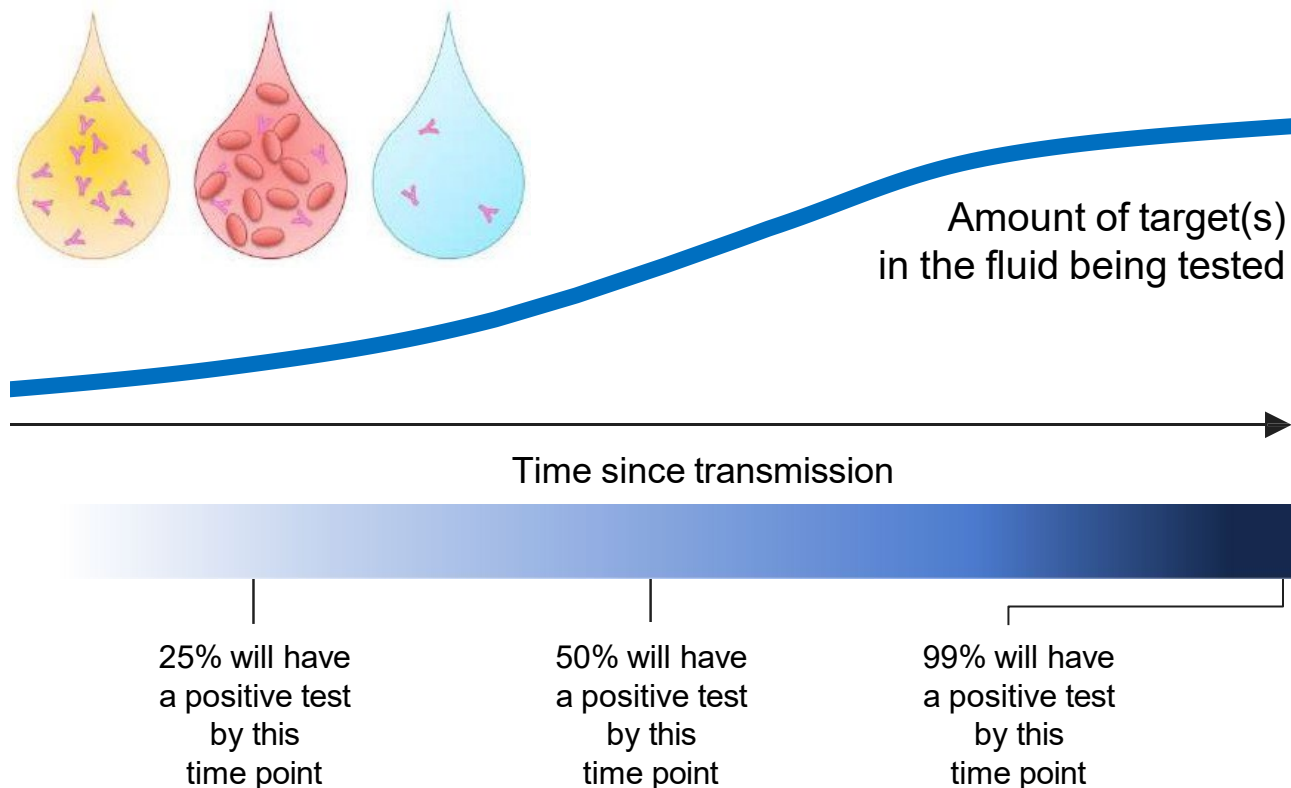 Amount of target(s)
in the fluid being tested
Time since transmission
25% will have
a positive test
by this
time point
50% will have
a positive test
by this
time point
99% will have
a positive test
by this
time point